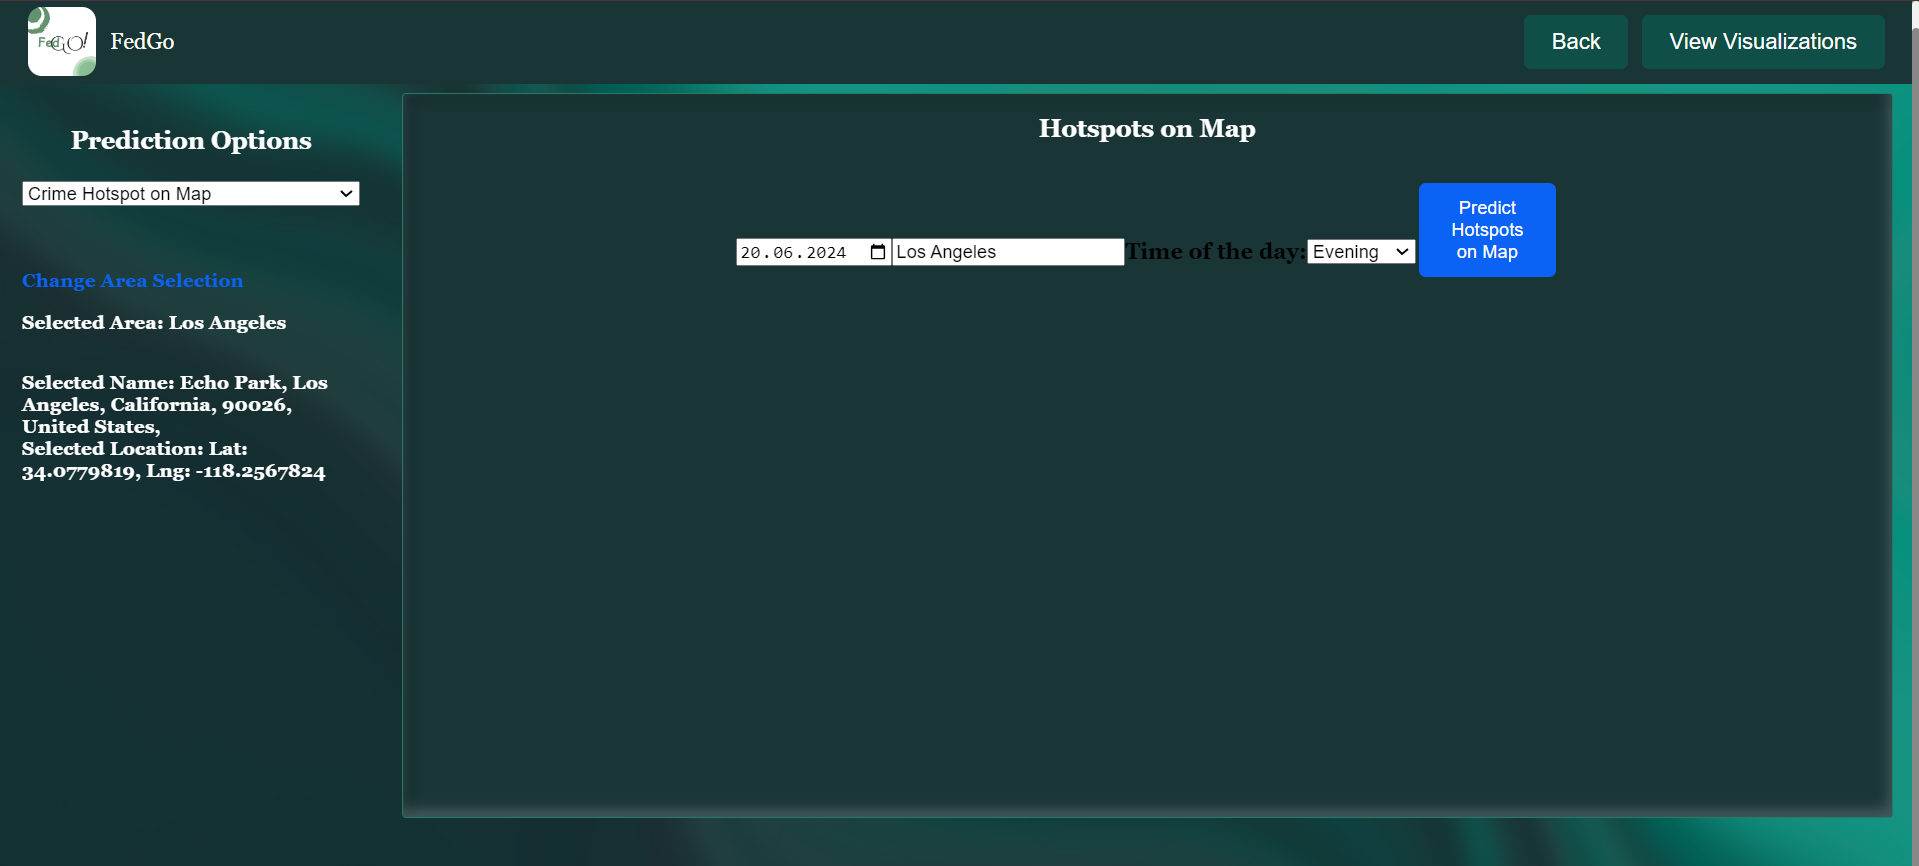 Fed GO!
FedGo
Back
View Visualizations
Prediction Options
Crime Hotspot on Map
Change Area Selection
Selected Area: Los Angeles
Selected Name: Echo Park, Los
Angeles, California, 90026,
United States,
Selected Location: Lat:
34.0779819, Lng: -118.2567824
Hotspots on Map
20.06.2024
Los Angeles
Time of the day:
Evening
Predict
Hotspots
on Map